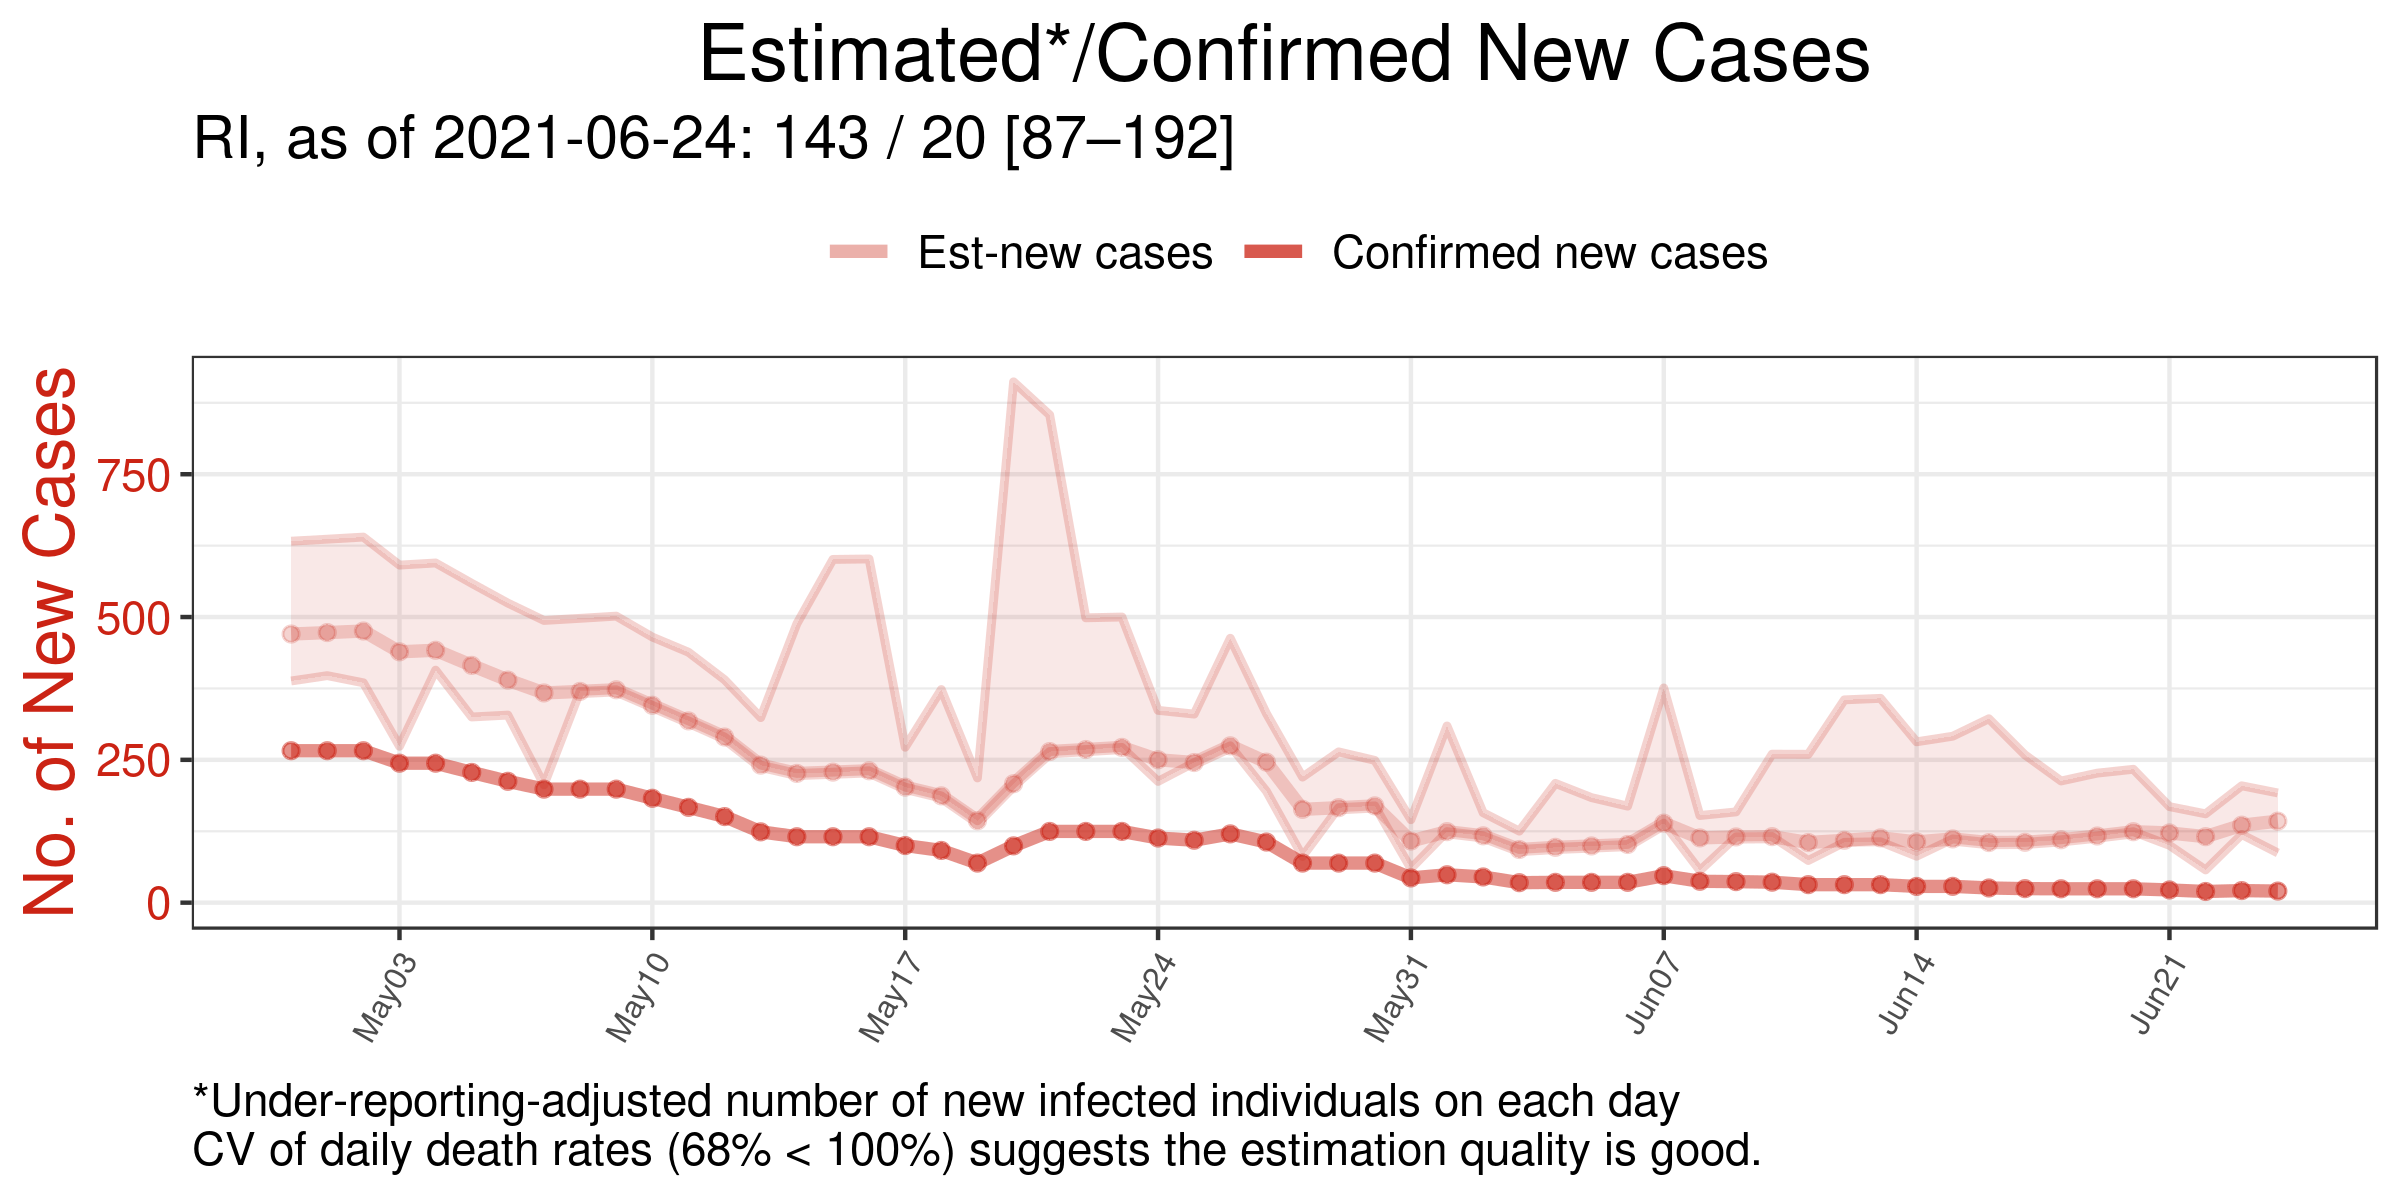 Estimated*/Confirmed New Cases
RI, as of 2021-06-24: 143 / 20 [87–192]
Est-new cases
Confirmed new cases
No. of New Cases
750
500
250
0
May03
May10
May17
May24
May31
Jun07
Jun14
Jun21
*Under-reporting-adjusted number of new infected individuals on each day
CV of daily death rates (68% < 100%) suggests the estimation quality is good.